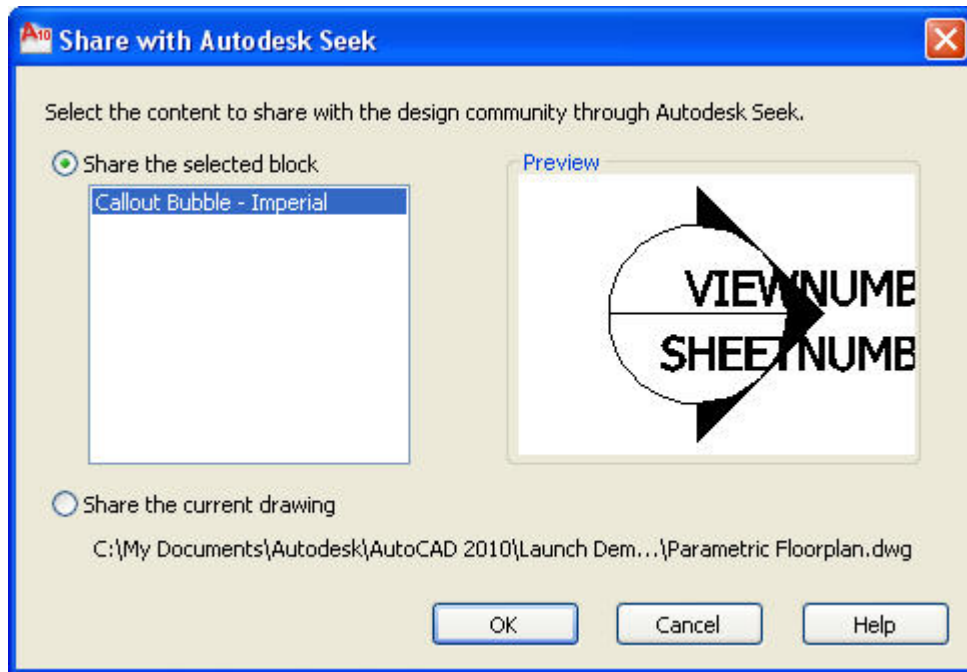 A10 Share with Autodesk Seek
Select the content to share with the design community through Autodesk Seek.
Share the selected block
Callout Bubble - Imperial
Preview
VIEWNUMB
SHEETNUMB
Share the current drawing
C:\My Documents\Autodesk\AutoCAD 2010\Launch Dem...\Parametric Floorplan.dwg
OK Cancel Help